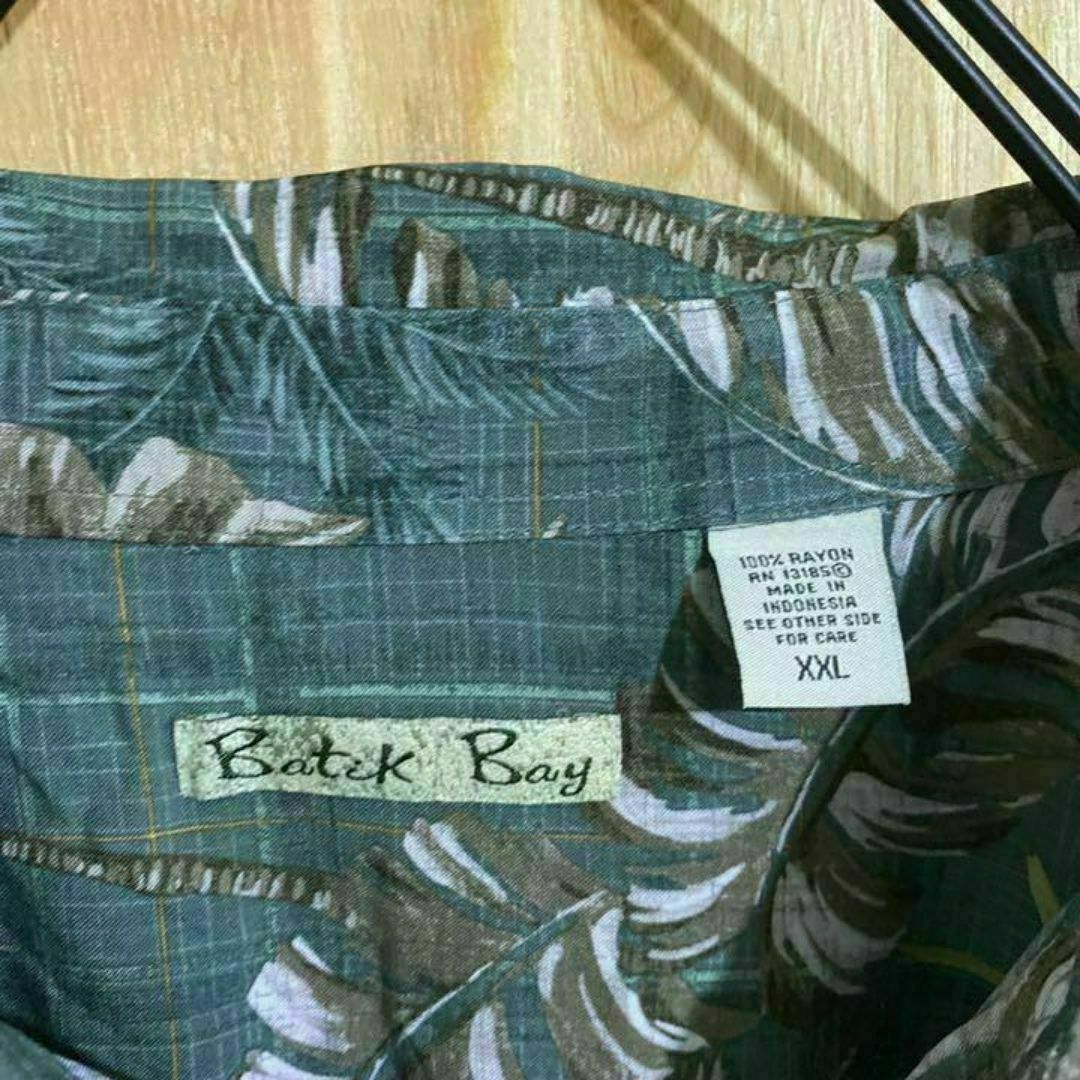 100% RAYON
RN 13185©
MADE IN
INDONESIA
SEE OTHER SIDE
FOR CARE
XXL
Batik Bay